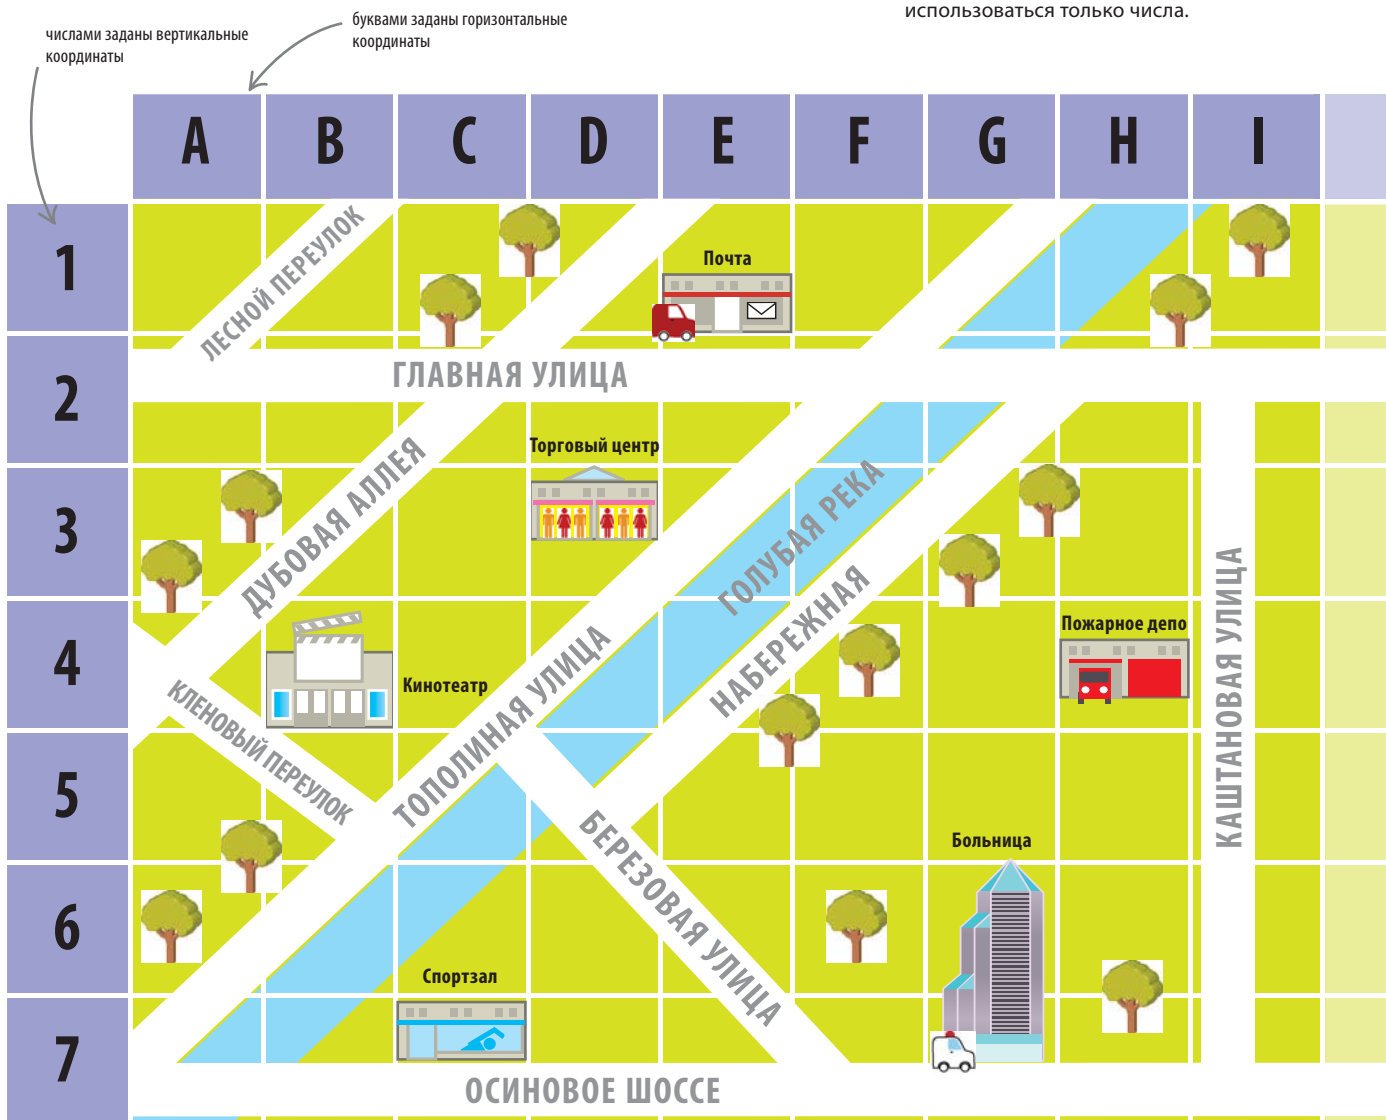 использоваться только числа.
буквами заданы горизонтальные
координаты
числами заданы вертикальные
координаты
A B C D E F G H I
1
ЛЕСНОЙ ПЕРЕУЛОК
Почта
2
ГЛАВНАЯ УЛИЦА
Торговый центр
3
ДУБОВАЯ АЛЛЕЯ
ГОЛУБАЯ РЕКА
4
Кинотеатр
Пожарное депо
КЛЕНОВЫЙ ПЕРЕУЛОК
ТОПОЛИНАЯ УЛИЦА
НАБЕРЕЖНАЯ
КАШТАНОВАЯ УЛИЦА
5
БЕРЕЗОВАЯ УЛИЦА
Больница
6
Спортзал
7
ОСИНОВОЕ ШОССЕ